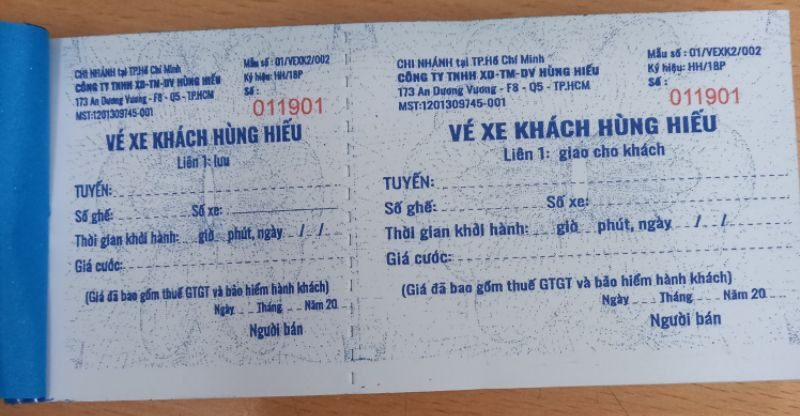 CHI NHÁNH tại TP.Hồ Chí Minh
CÔNG TY TNHH XD-TM-DV HÙNG HIẾU
173 An Dương Vương - F8 - Q5 - TP.HCM
MST:1201309745-001
Mẫu số : 01/VEXK2/002
Ký hiệu: HH/18P
Số :
011901
VÉ XE KHÁCH HÙNG HIẾU
Liên 1: lưu
TUYẾN:
Số ghế: Số xe:
Thời gian khởi hành: giờ phút, ngày / /
Giá cước:
(Giá đã bao gồm thuế GTGT và bảo hiểm hành khách)
Ngày Tháng Năm 20
Người bán
CHI NHÁNH tại TP.Hồ Chí Minh
CÔNG TY TNHH XD-TM-DV HÙNG HIẾU
173 An Dương Vương - F8 - Q5 - TP.HCM
MST:1201309745-001
Mẫu số : 01/VEXK2/002
Ký hiệu: HH/18P
Số :
011901
VÉ XE KHÁCH HÙNG HIẾU
Liên 1: giao cho khách
TUYẾN:
Số ghế: Số xe:
Thời gian khởi hành: giờ phút, ngày / /
Giá cước:
(Giá đã bao gồm thuế GTGT và bảo hiểm hành khách)
Ngày Tháng Năm 20
Người bán